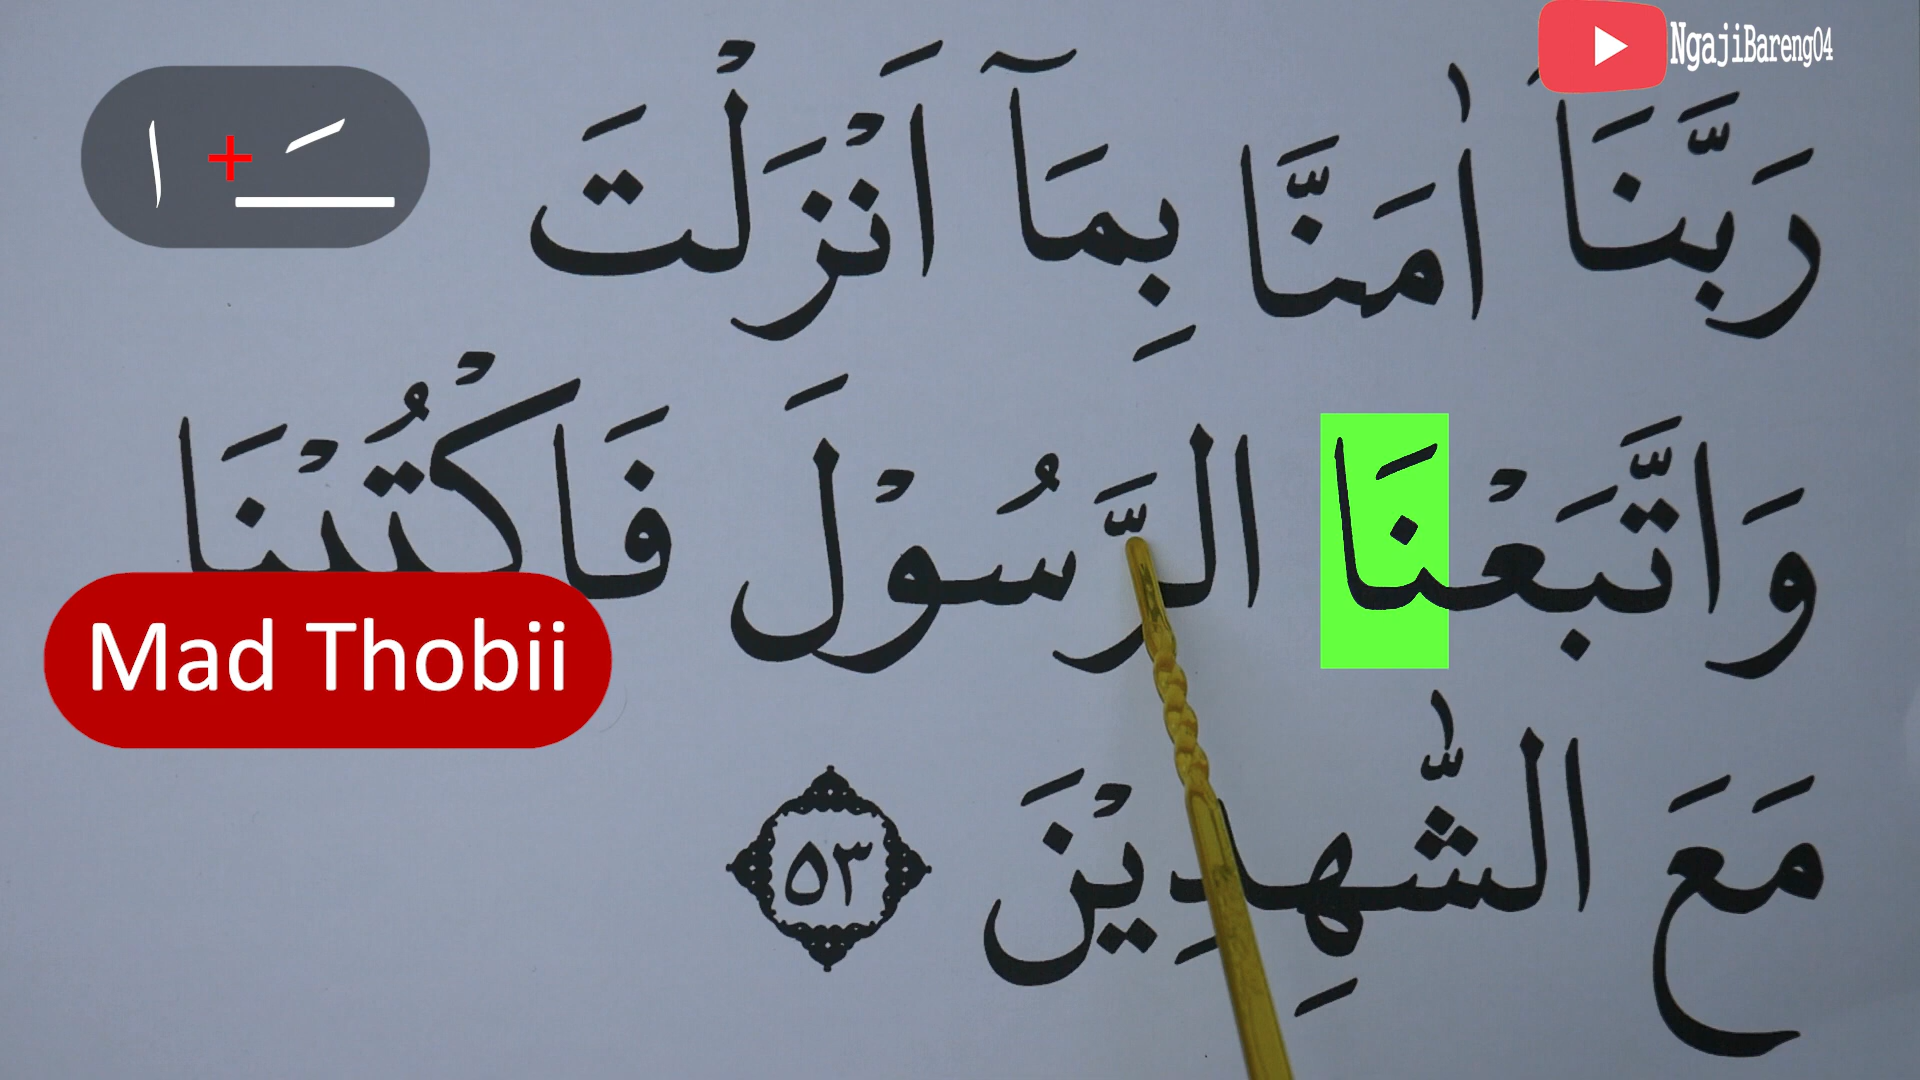 NgajiBareng04
ـَ + ا
رَبَّنَا اٰمَنَّا بِمَآ اَنْزَلْتَ
وَاتَّبَعْنَا الرَّسُوْلَ فَاكْتُبْنَا
Mad Thobii
مَعَ الشّٰهِدِيْنَ ٥٣